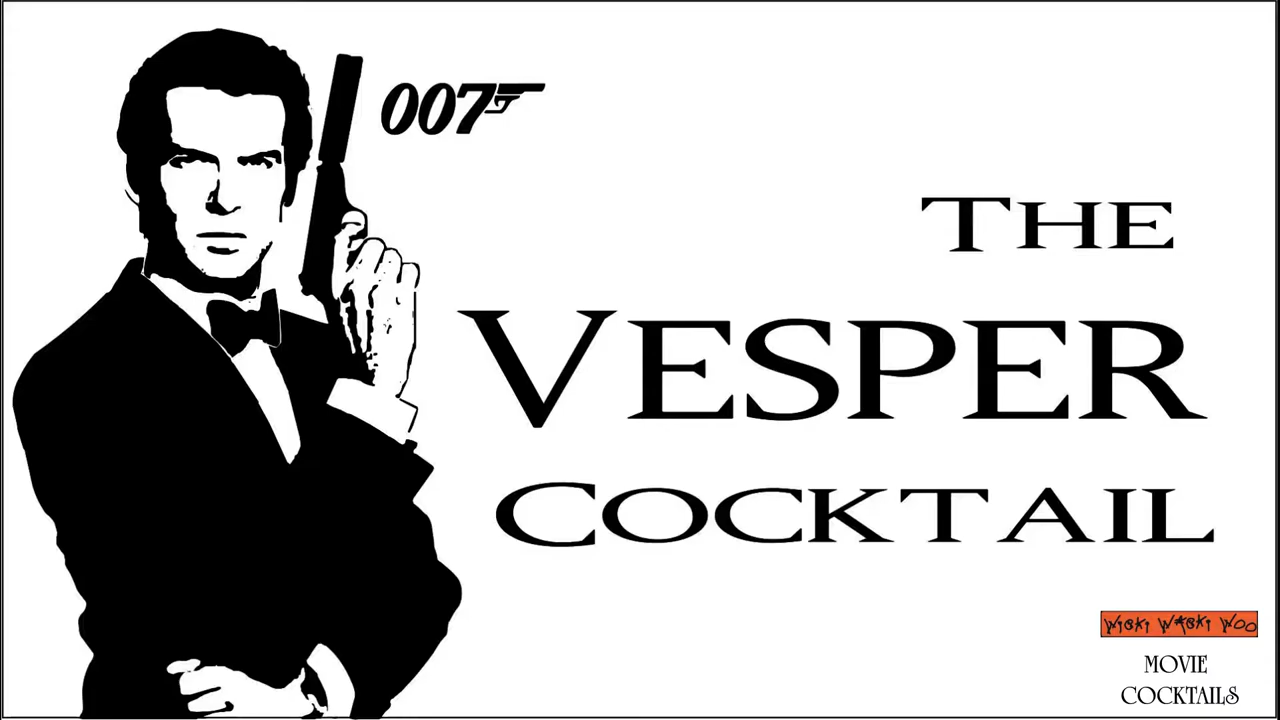 007
The
Vesper
Cocktail
Wicki Wacki Woo
MOVIE
COCKTAILS